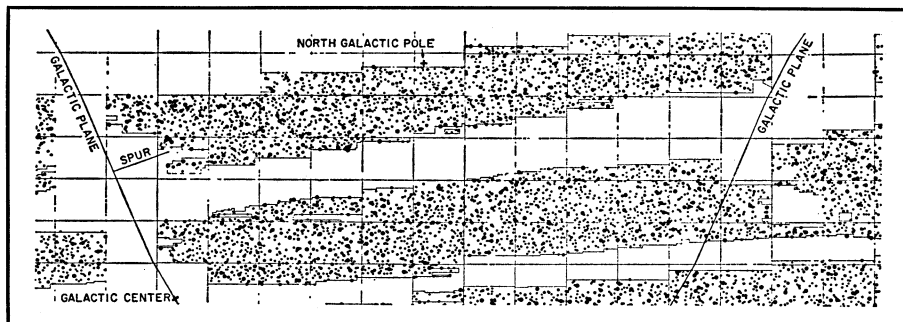 NORTH GALACTIC POLE
GALACTIC PLANE
GALACTIC PLANE
SPUR
GALACTIC CENTER